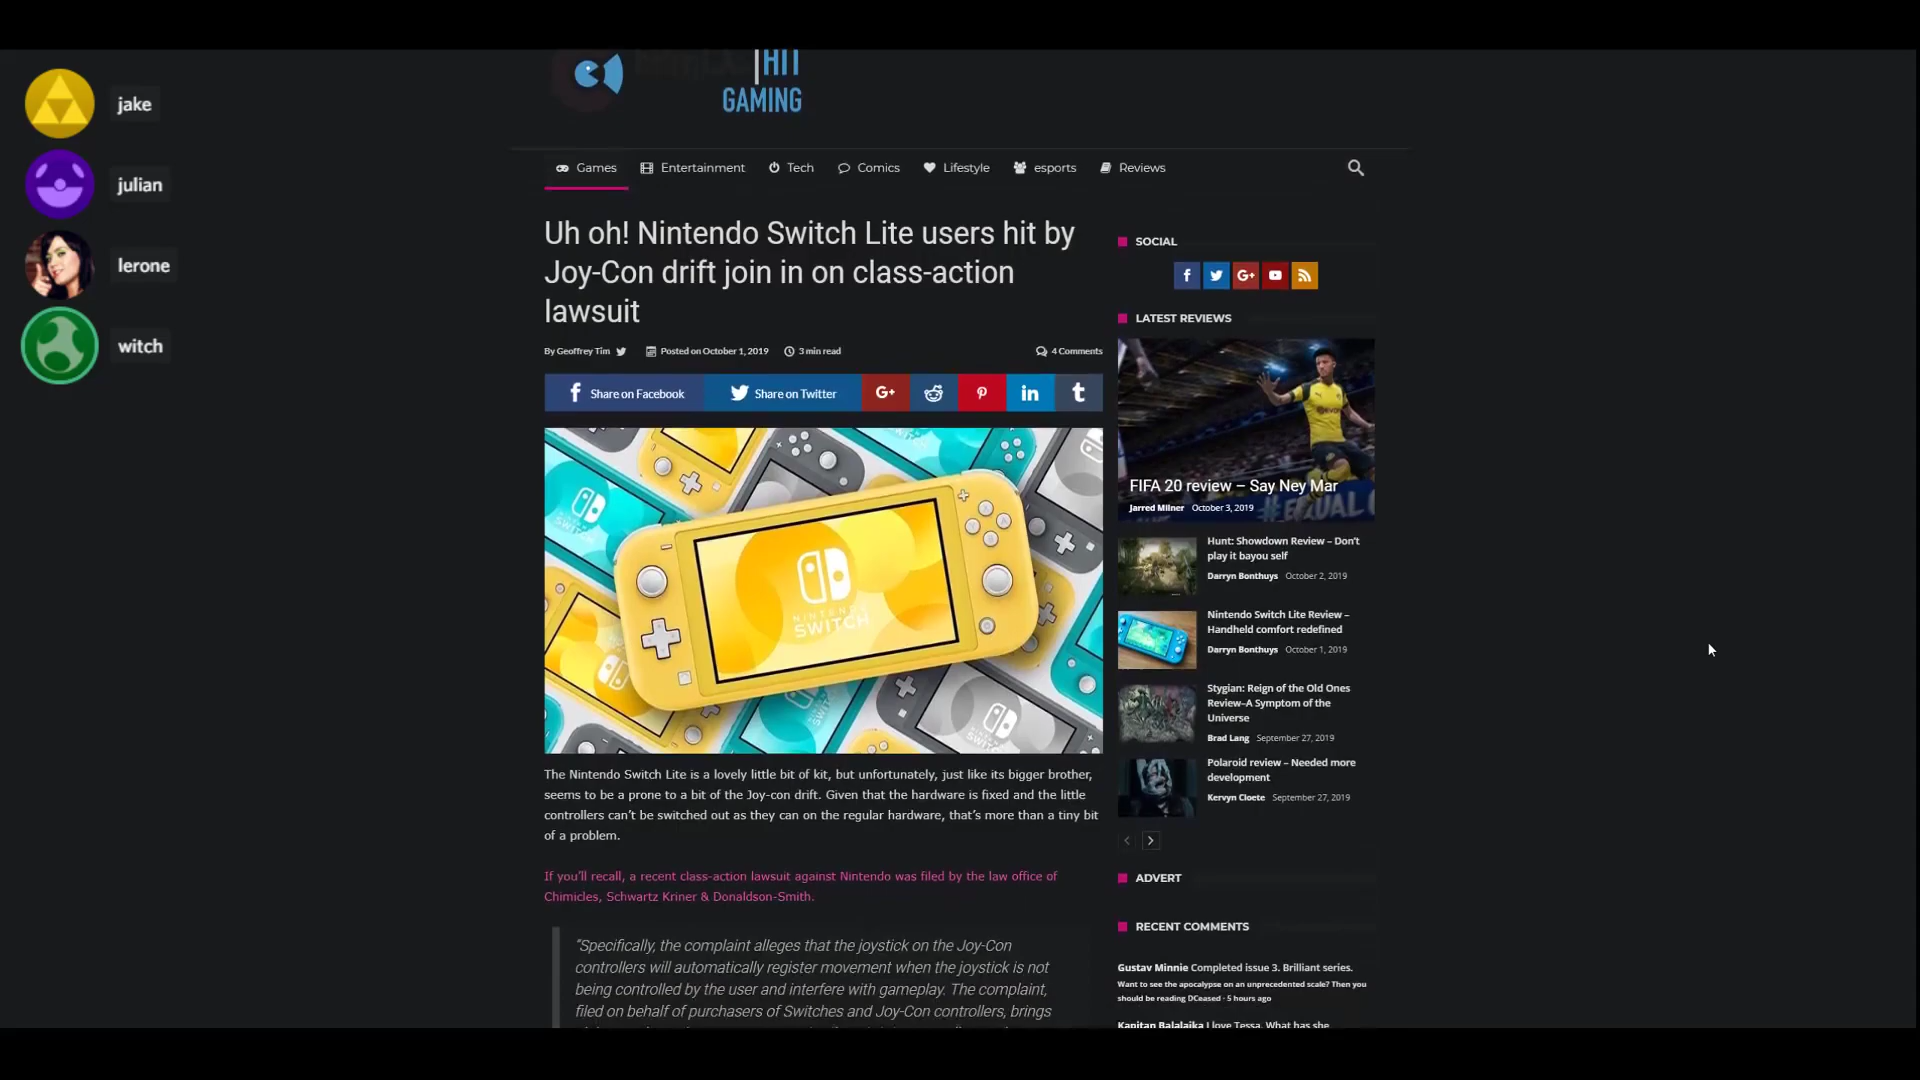 jake
julian
lerone
witch
HIT
GAMING
Games
Entertainment
Tech
Comics
Lifestyle
esports
Reviews
Uh oh! Nintendo Switch Lite users hit by
Joy-Con drift join in on class-action
lawsuit
By Geoffrey Tim
Posted on October 1, 2019
3 min read
4 Comments
Share on Facebook
Share on Twitter
NINTENDO
SWITCH
The Nintendo Switch Lite is a lovely little bit of kit, but unfortunately, just like its bigger brother,
seems to be a prone to a bit of the Joy-con drift. Given that the hardware is fixed and the little
controllers can't be switched out as they can on the regular hardware, that's more than a tiny bit
of a problem.
If you'll recall, a recent class-action lawsuit against Nintendo was filed by the law office of
Chimicles, Schwartz Kriner & Donaldson-Smith.
"Specifically, the complaint alleges that the joystick on the Joy-Con
controllers will automatically register movement when the joystick is not
being controlled by the user and interfere with gameplay. The complaint,
filed on behalf of purchasers of Switches and Joy-Con controllers, brings
SOCIAL
LATEST REVIEWS
FIFA 20 review – Say Ney Mar
Jarred Milner October 3, 2019
Hunt: Showdown Review – Don't
play it bayou self
Darryn Bonthuys October 2, 2019
Nintendo Switch Lite Review –
Handheld comfort redefined
Darryn Bonthuys October 1, 2019
Stygian: Reign of the Old Ones
Review–A Symptom of the
Universe
Brad Lang September 27, 2019
Polaroid review – Needed more
development
Kervyn Cloete September 27, 2019
ADVERT
RECENT COMMENTS
Gustav Minnie Completed issue 3. Brilliant series.
Want to see the apocalypse on an unprecedented scale? Then you
should be reading DCeased · 5 hours ago
Kapitan Balalaika I love Tessa. What has she